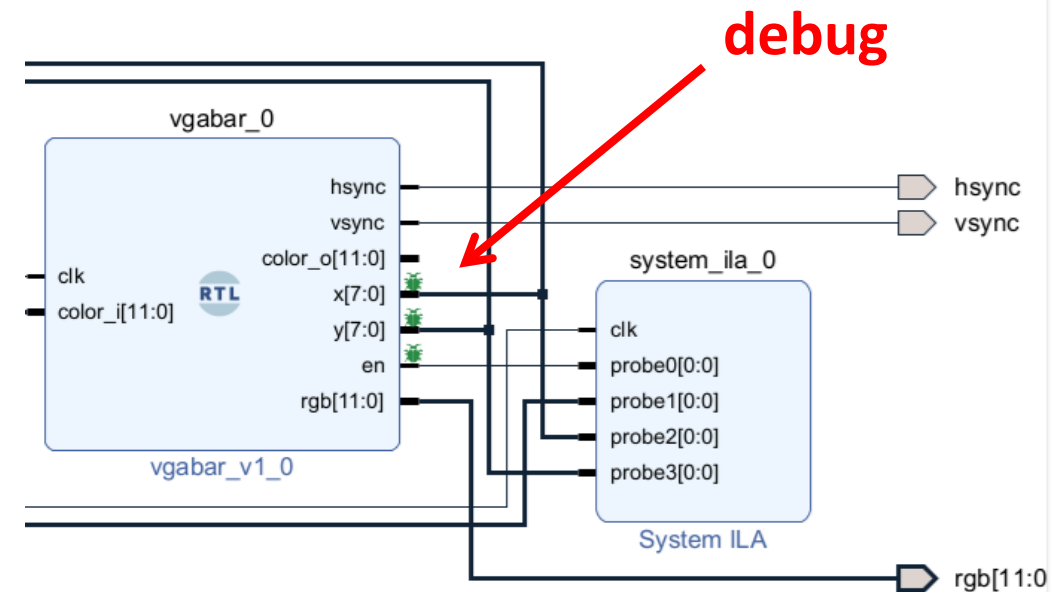 debug
vgabar_0
hsync
hsync
vsync
vsync
color_o[11:0]
system_ila_0
clk
RTL
x[7:0]
color_i[11:0]
y[7:0]
clk
en
probe0[0:0]
rgb[11:0]
probe1[0:0]
probe2[0:0]
vgabar_v1_0
probe3[0:0]
System ILA
rgb[11:0